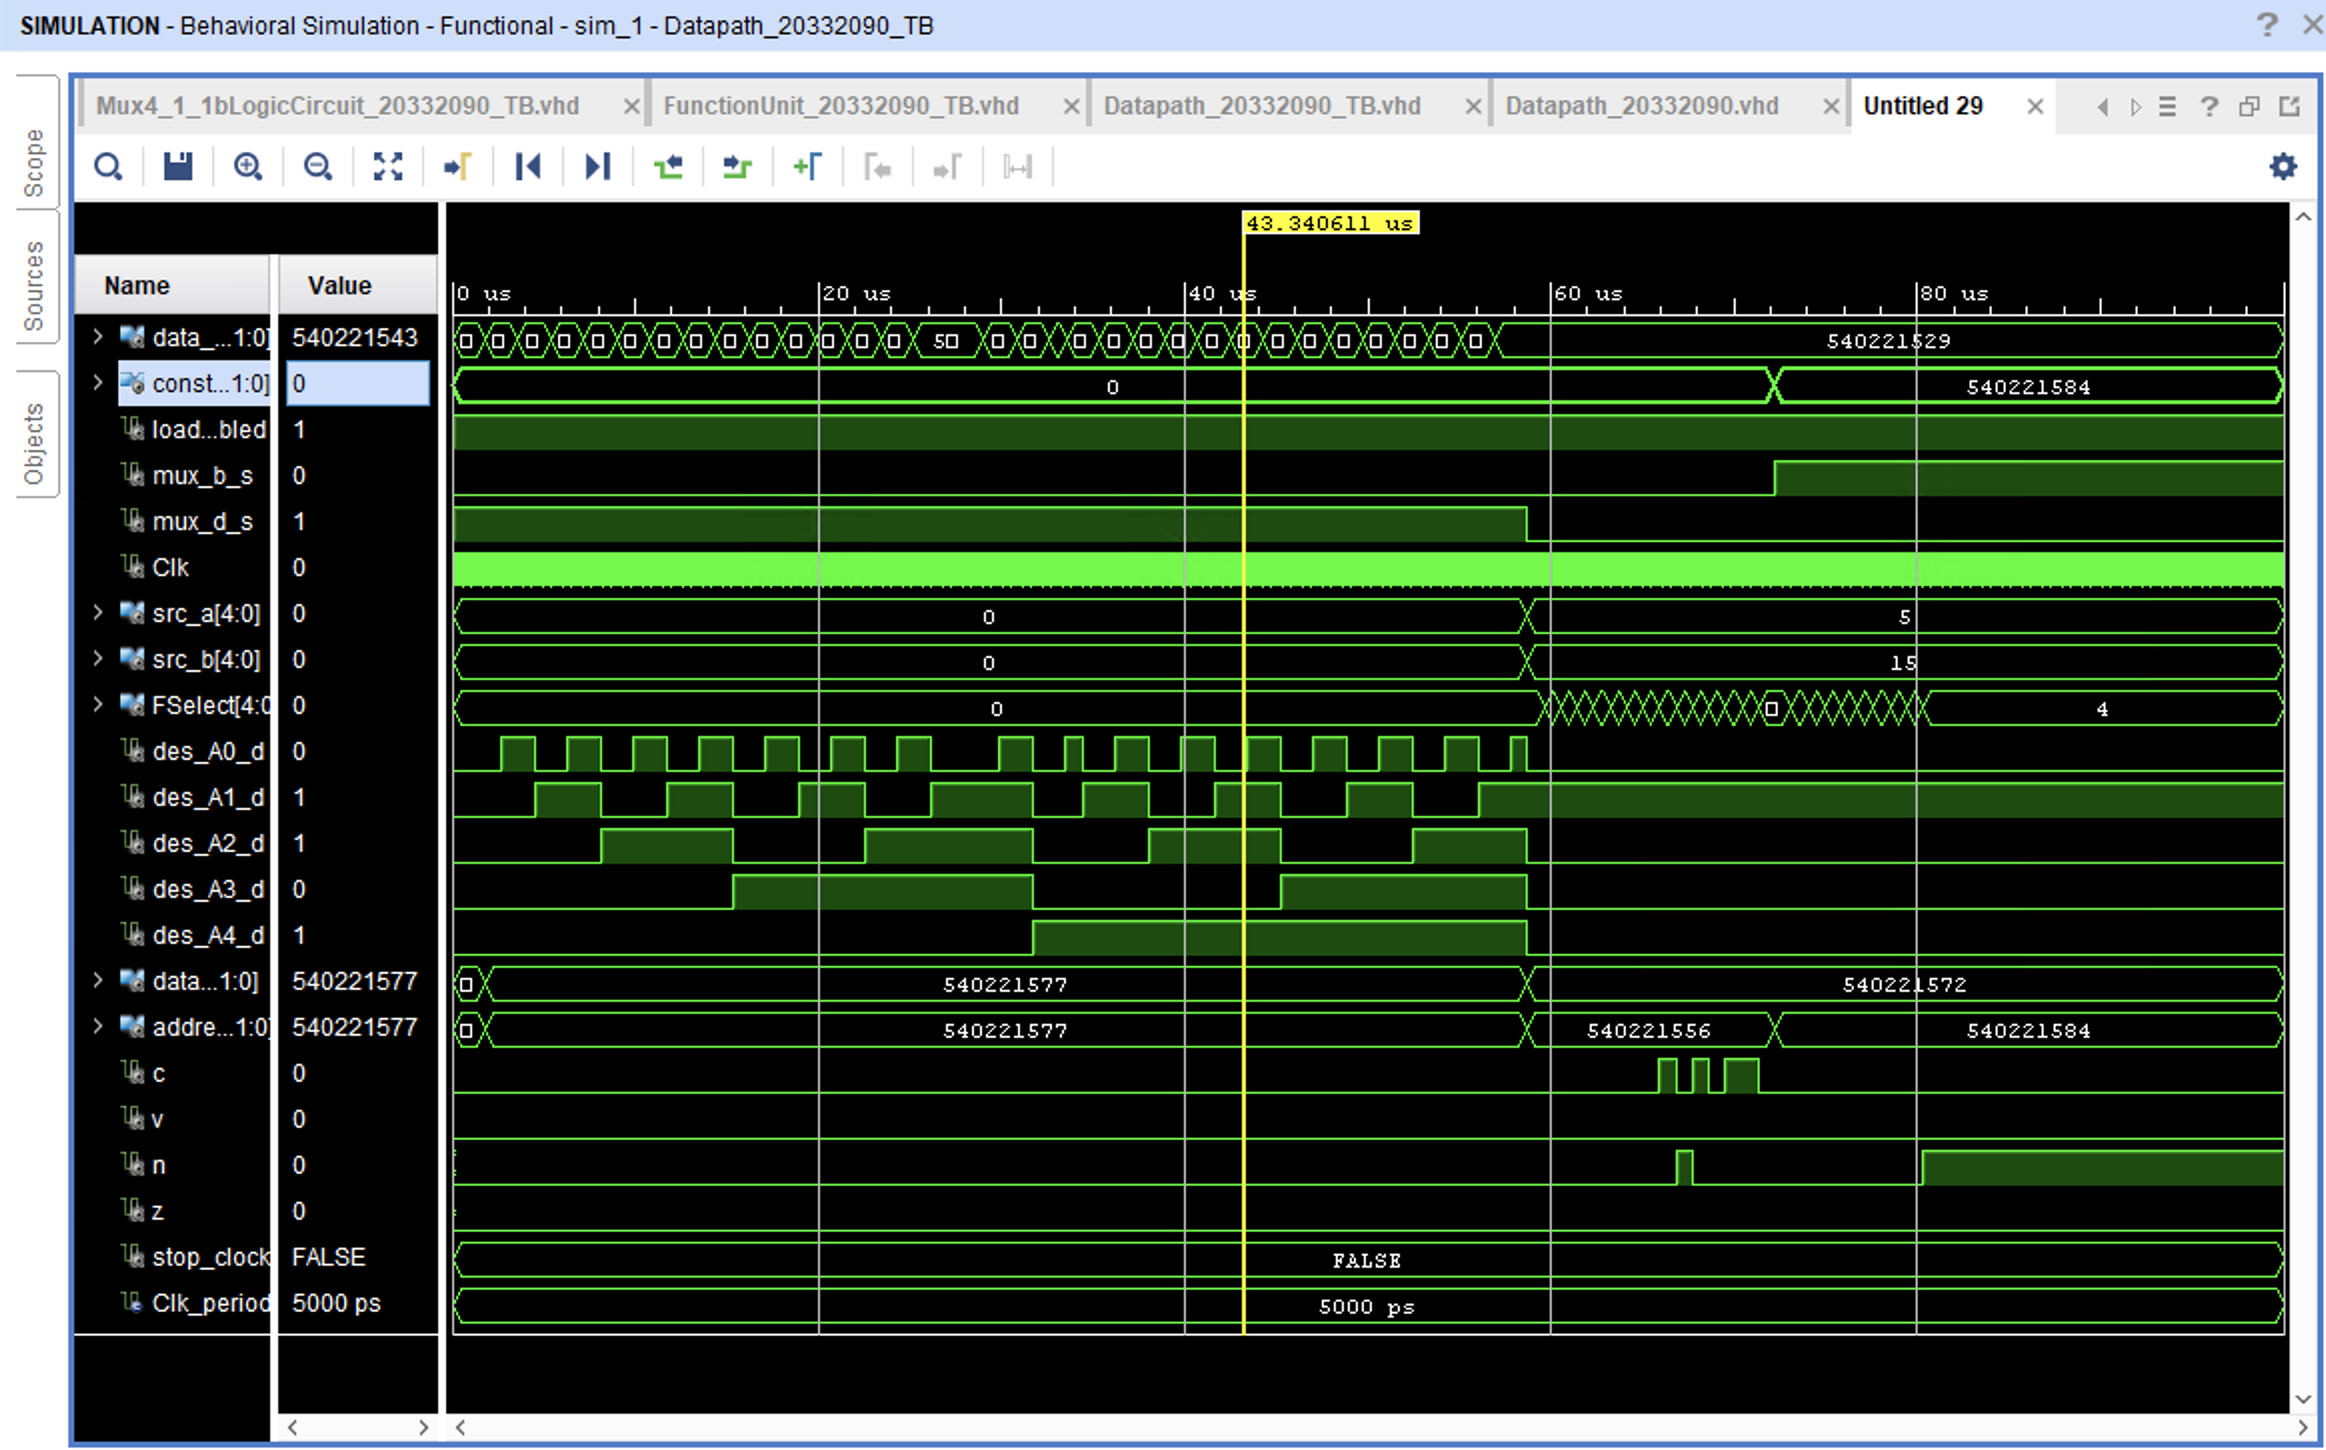 SIMULATION - Behavioral Simulation - Functional - sim_1 - Datapath_20332090_TB
Scope
Sources
Objects
Mux4_1_1bLogicCircuit_20332090_TB.vhd
FunctionUnit_20332090_TB.vhd
Datapath_20332090_TB.vhd
Datapath_20332090.vhd
Untitled 29
43.340611 us
Name Value
0 us 20 us 40 us 60 us 80 us
data_...1:0] 540221543 50 540221529
const...1:0] 0 0 540221584
load...bled 1
mux_b_s 0
mux_d_s 1
Clk 0
src_a[4:0] 0 0 5
src_b[4:0] 0 0 15
FSelect[4:0 0 0 4
des_A0_d 0
des_A1_d 1
des_A2_d 1
des_A3_d 0
des_A4_d 1
data...1:0] 540221577 540221577 540221572
addre...1:0] 540221577 540221577 540221556 540221584
c 0
v 0
n 0
z 0
stop_clock FALSE FALSE
Clk_period 5000 ps 5000 ps